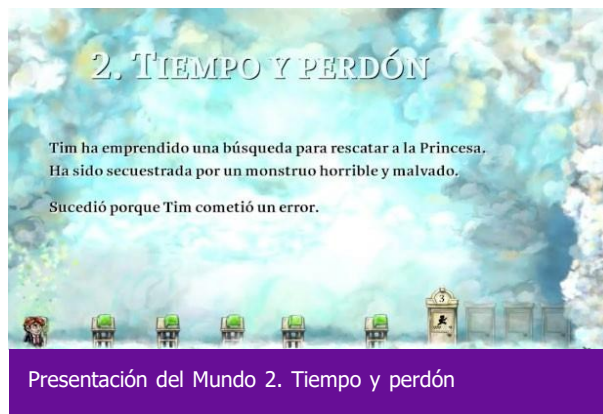 2. Tiempo y perdón
Tim ha emprendido una búsqueda para rescatar a la Princesa.
Ha sido secuestrada por un monstruo horrible y malvado.
Sucedió porque Tim cometió un error.
3
Presentación del Mundo 2. Tiempo y perdón